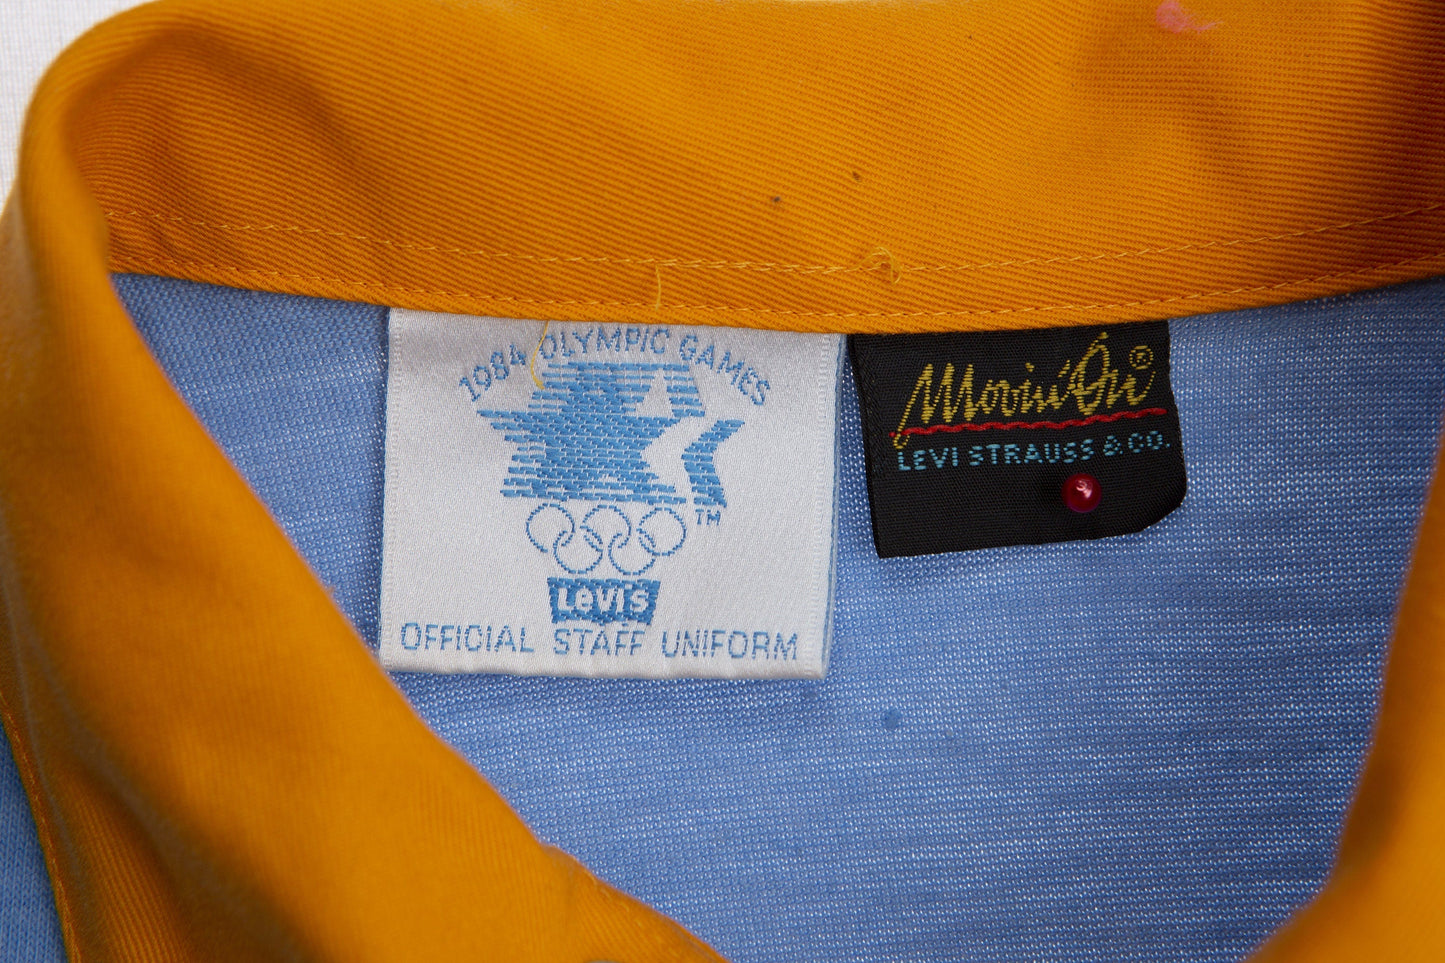 1984 OLYMPIC GAMES
TM
LEVI'S
OFFICIAL STAFF UNIFORM
Movin' On ®
LEVI STRAUSS & CO.